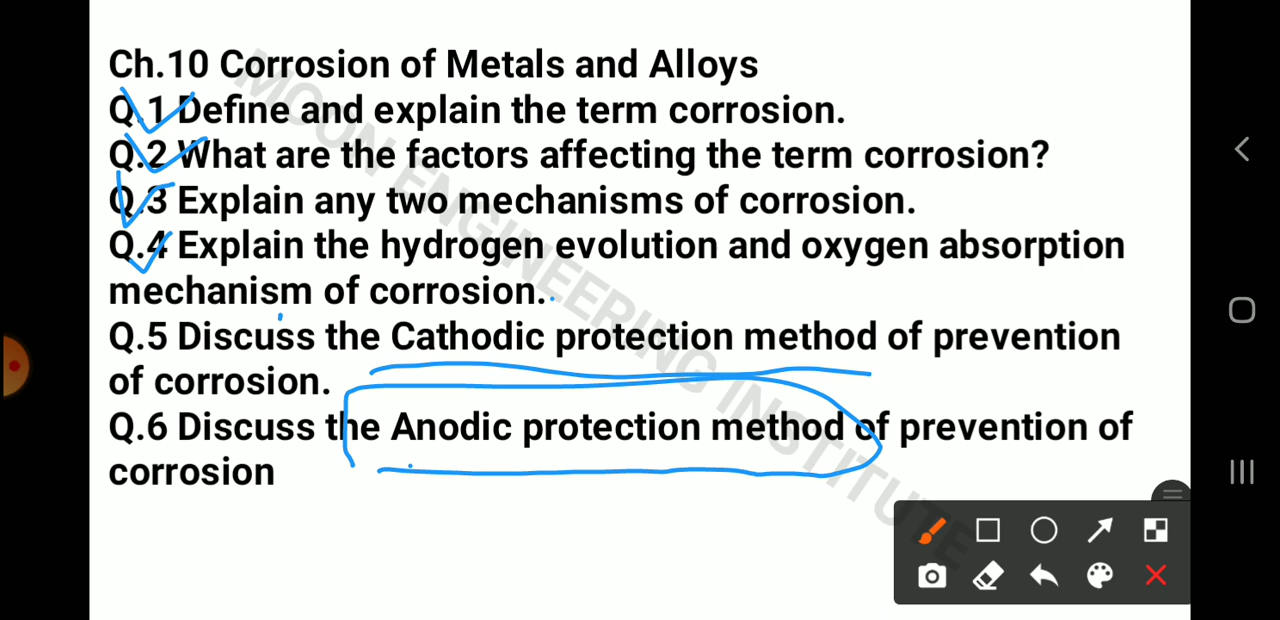 Ch.10 Corrosion of Metals and Alloys
Q.1 Define and explain the term corrosion.
Q.2 What are the factors affecting the term corrosion?
Q.3 Explain any two mechanisms of corrosion.
Q.4 Explain the hydrogen evolution and oxygen absorption
mechanism of corrosion.
Q.5 Discuss the Cathodic protection method of prevention
of corrosion.
Q.6 Discuss the Anodic protection method of prevention of
corrosion
MOON ENGINEERING INSTITUTE